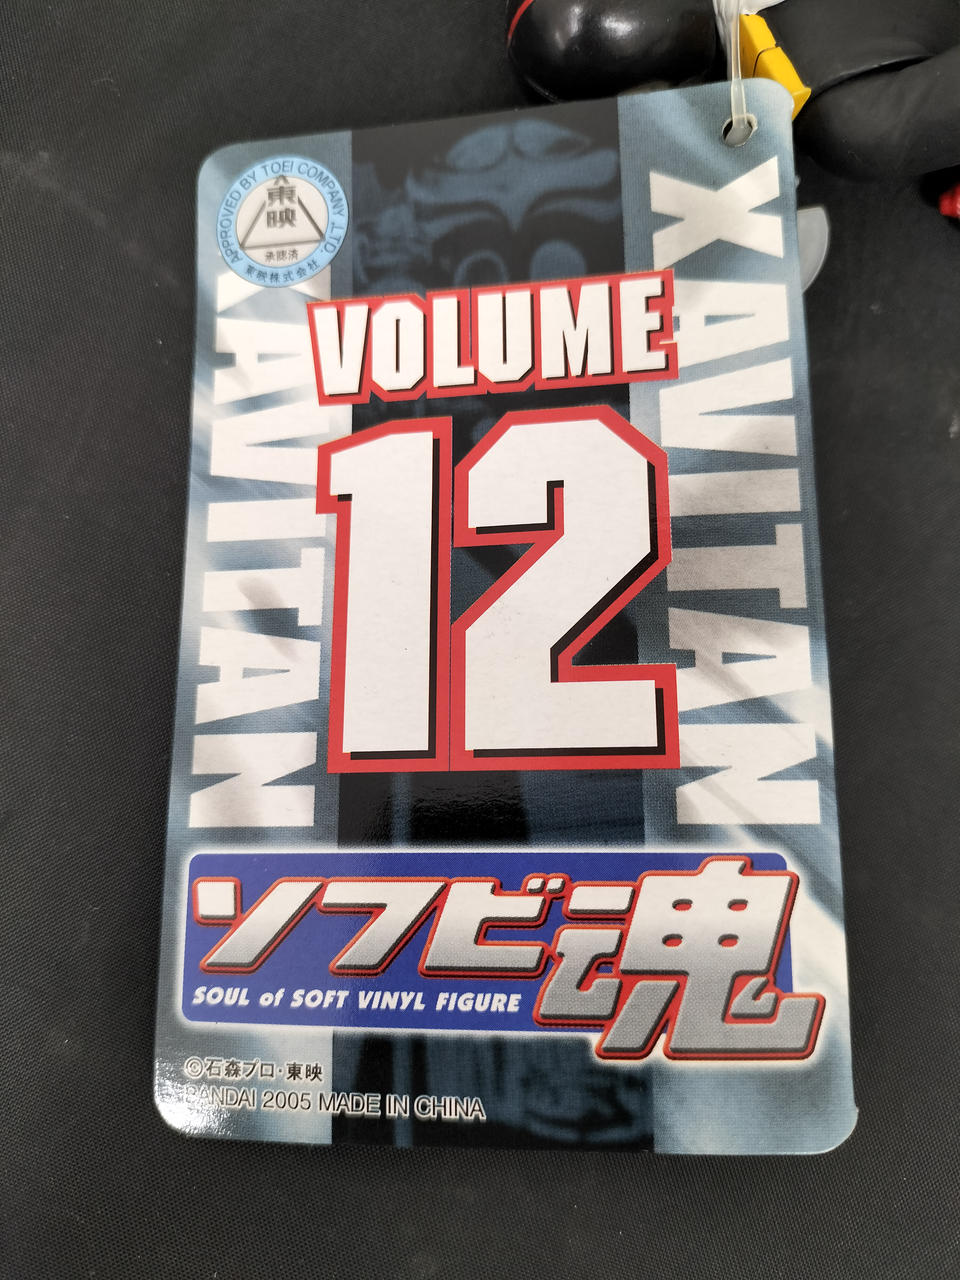 APPROVED BY TOEI COMPANY ,LTD.
東映
承認済
東映株式会社
XAVITAN
XAVITAN
VOLUME
12
ソフビ魂
SOUL of SOFT VINYL FIGURE
©石森プロ・東映
BANDAI 2005 MADE IN CHINA